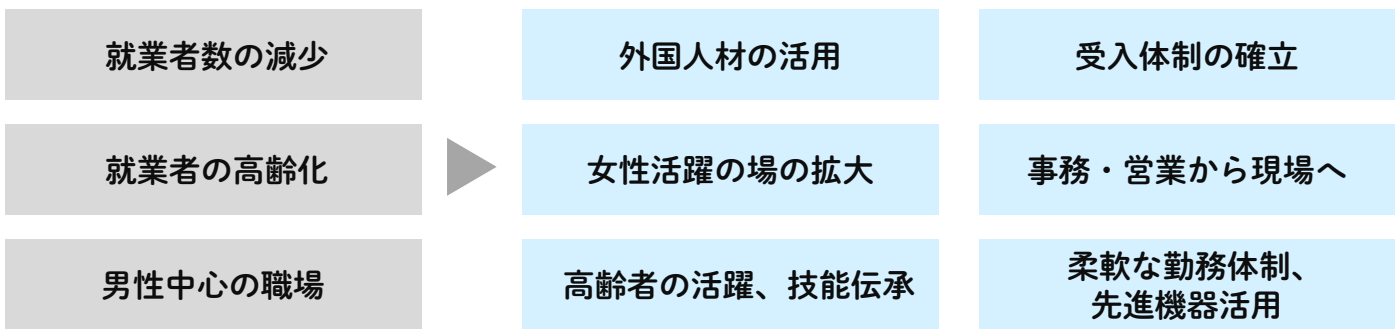 就業者数の減少
外国人材の活用
受入体制の確立
就業者の高齢化
女性活躍の場の拡大
事務・営業から現場へ
男性中心の職場
高齢者の活躍、技能伝承
柔軟な勤務体制、
先進機器活用